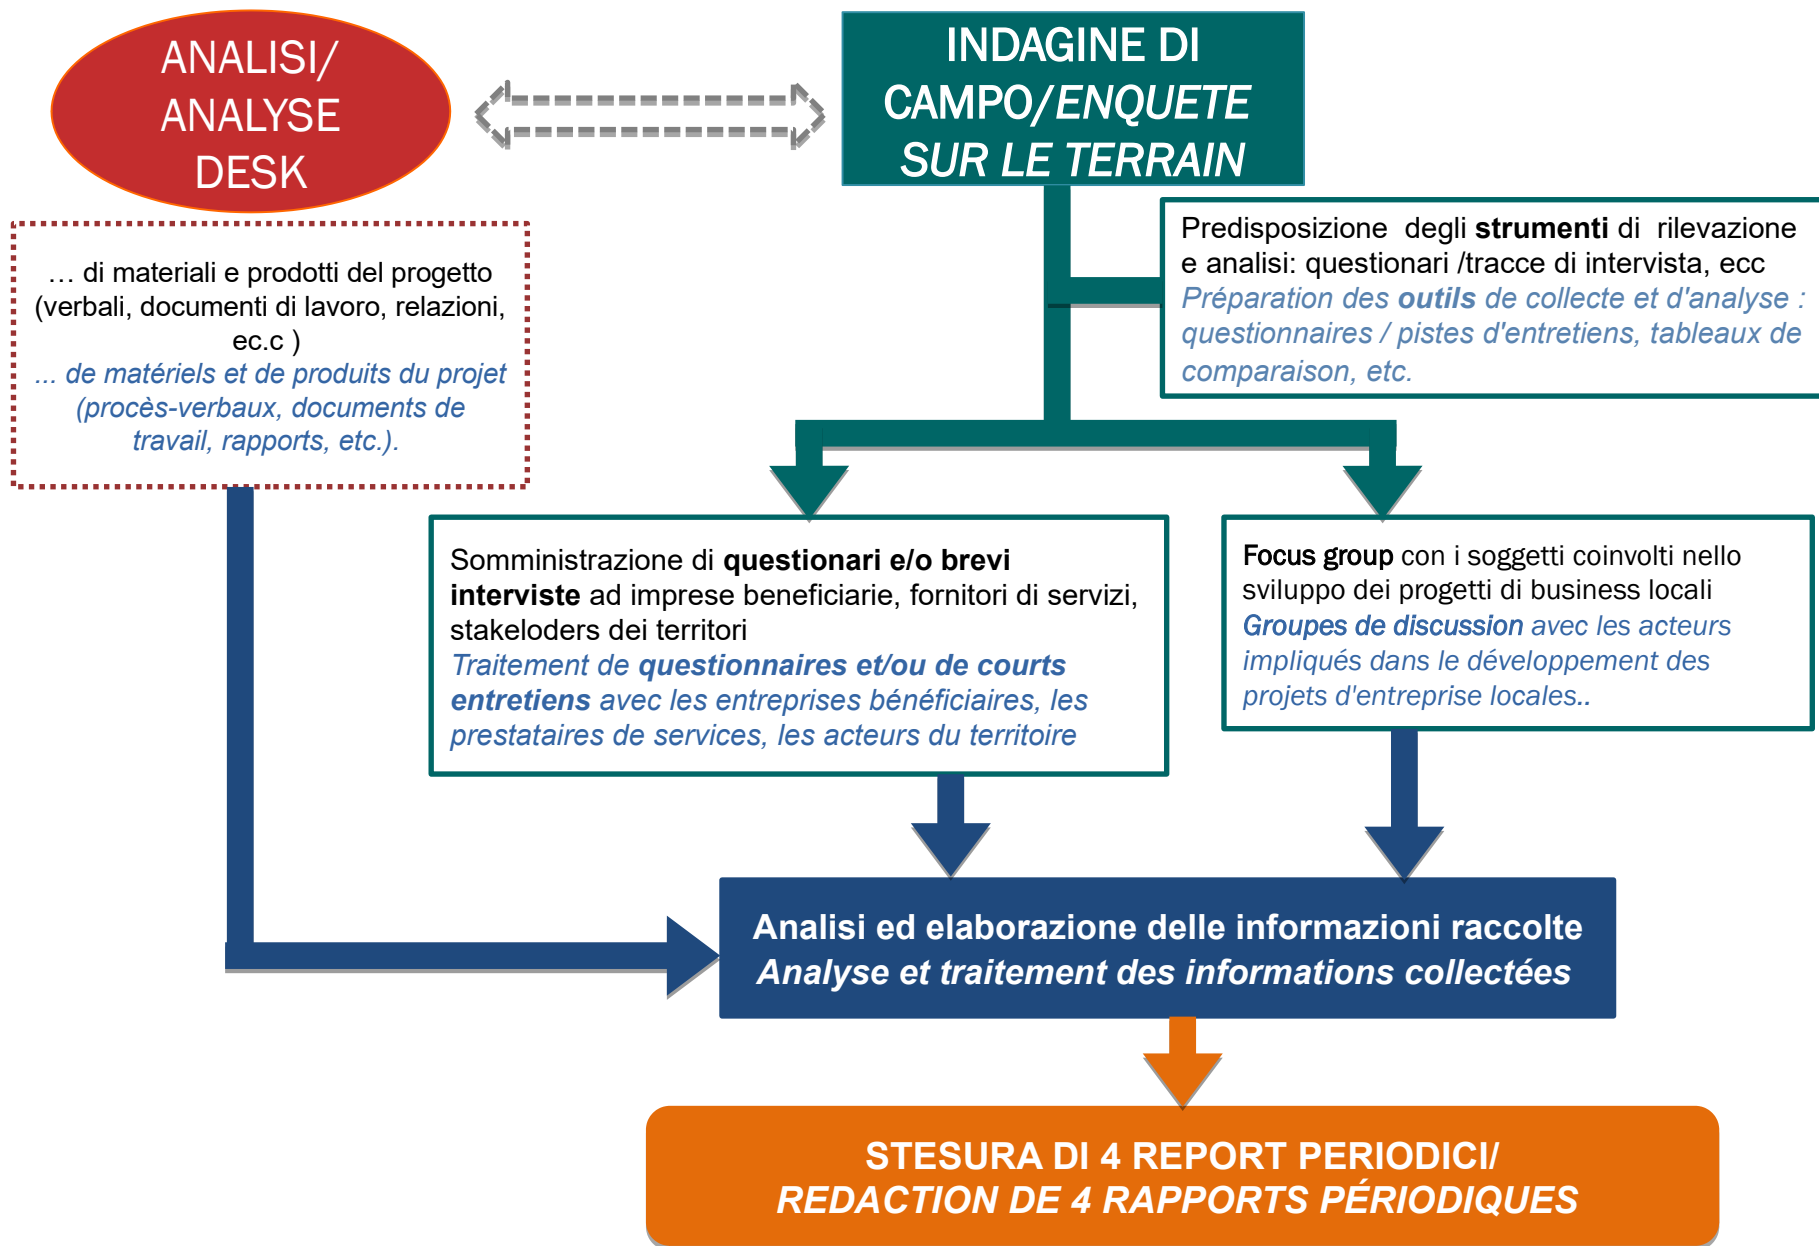 ANALISI/
ANALYSE
DESK
INDAGINE DI
CAMPO/ENQUETE
SUR LE TERRAIN
... di materiali e prodotti del progetto
(verbali, documenti di lavoro, relazioni,
ec.c )
... de matériels et de produits du projet
(procès-verbaux, documents de
travail, rapports, etc.).
Predisposizione degli strumenti di rilevazione
e analisi: questionari /tracce di intervista, ecc
Préparation des outils de collecte et d'analyse :
questionnaires / pistes d'entretiens, tableaux de
comparaison, etc.
Somministrazione di questionari e/o brevi
interviste ad imprese beneficiarie, fornitori di servizi,
stakeloders dei territori
Traitement de questionnaires et/ou de courts
entretiens avec les entreprises bénéficiaires, les
prestataires de services, les acteurs du territoire
Focus group con i soggetti coinvolti nello
sviluppo dei progetti di business locali
Groupes de discussion avec les acteurs
impliqués dans le développement des
projets d'entreprise locales..
Analisi ed elaborazione delle informazioni raccolte
Analyse et traitement des informations collectées
STESURA DI 4 REPORT PERIODICI/
REDACTION DE 4 RAPPORTS PÉRIODIQUES